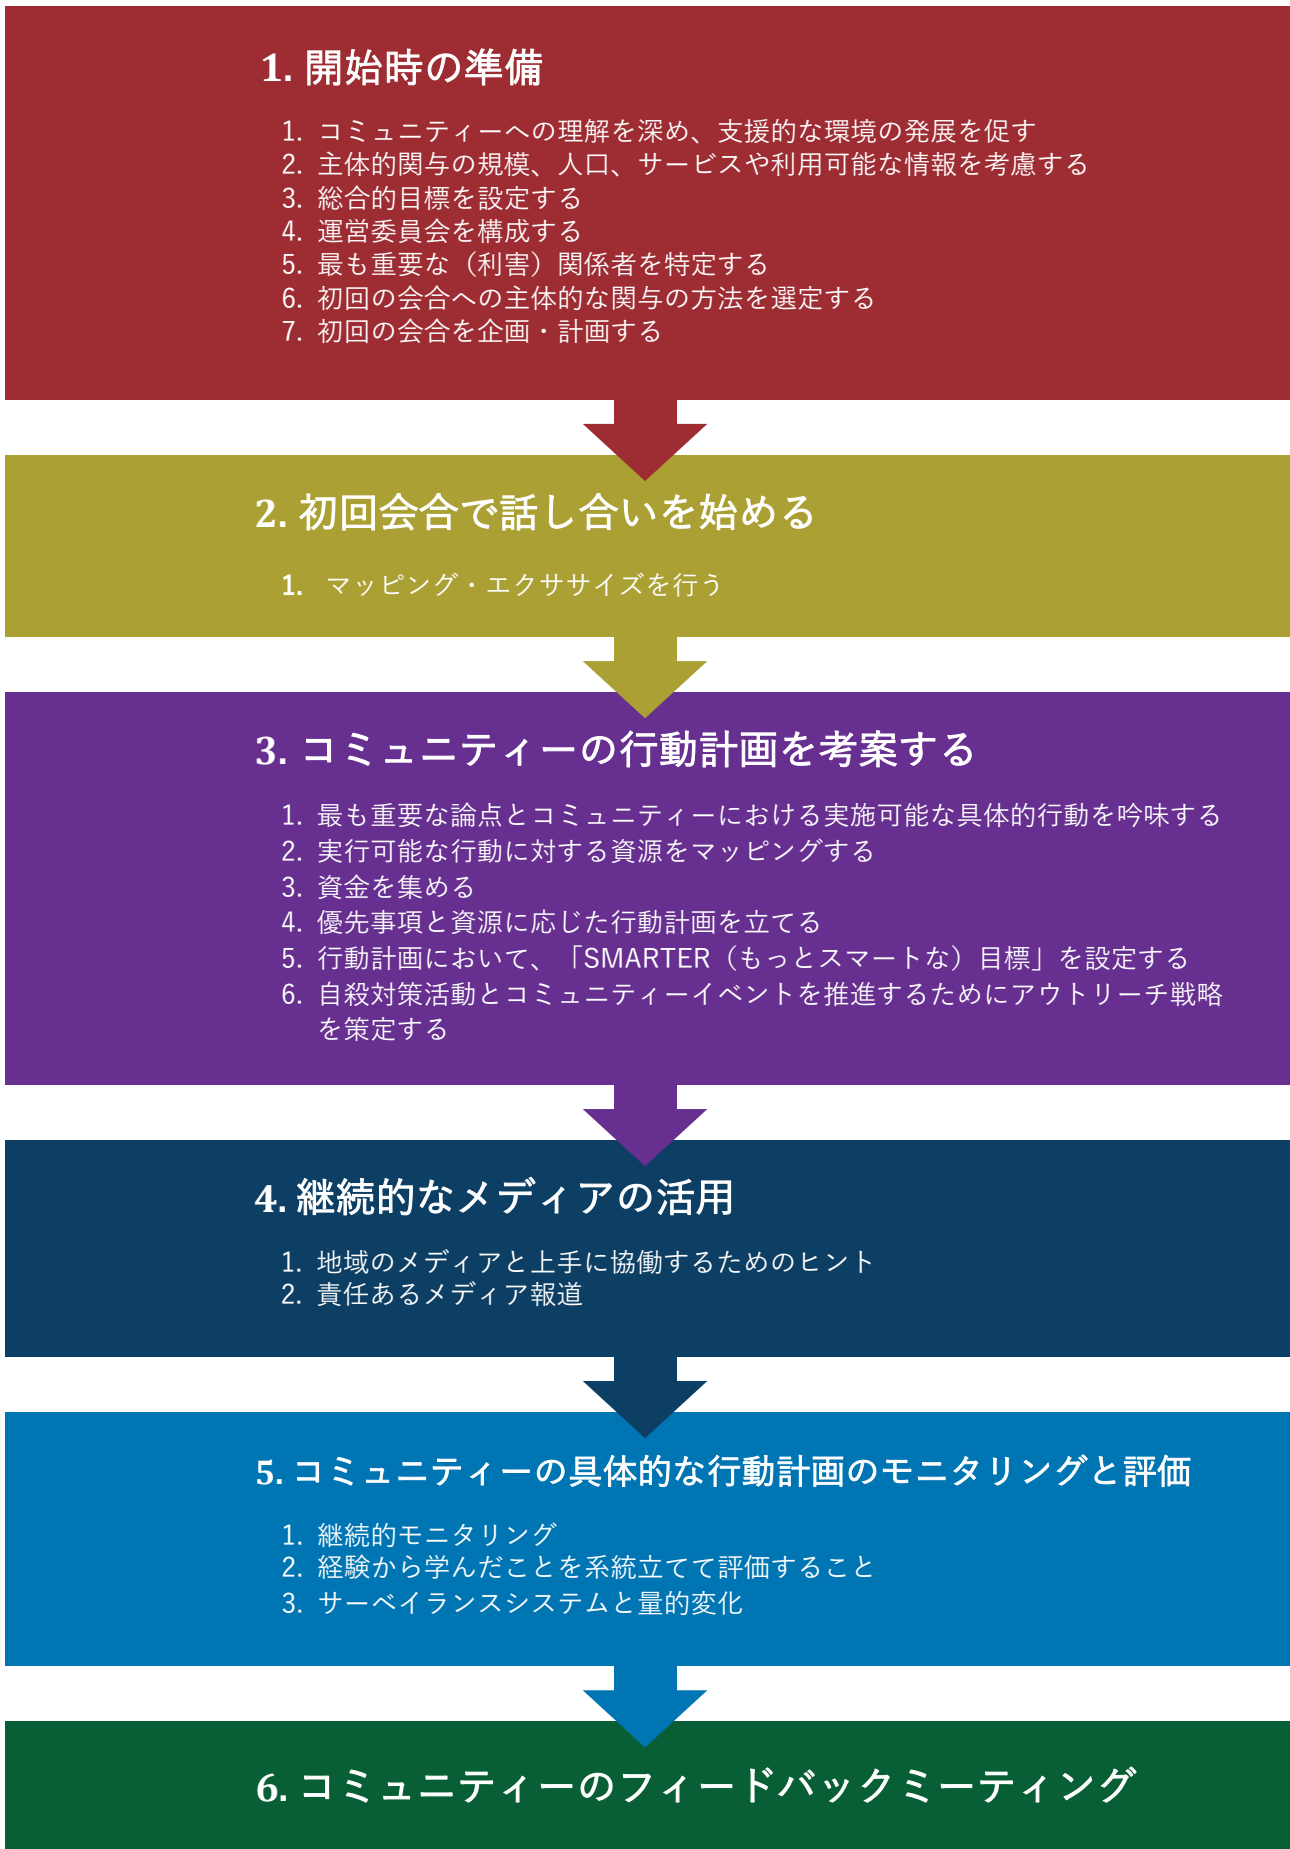 1. 開始時の準備
1. コミュニティーへの理解を深め、支援的な環境の発展を促す
2. 主体的関与の規模、人口、サービスや利用可能な情報を考慮する
3. 総合的目標を設定する
4. 運営委員会を構成する
5. 最も重要な（利害）関係者を特定する
6. 初回の会合への主体的な関与の方法を選定する
7. 初回の会合を企画・計画する
2. 初回会合で話し合いを始める
1. マッピング・エクササイズを行う
3. コミュニティーの行動計画を考案する
1. 最も重要な論点とコミュニティーにおける実施可能な具体的行動を吟味する
2. 実行可能な行動に対する資源をマッピングする
3. 資金を集める
4. 優先事項と資源に応じた行動計画を立てる
5. 行動計画において、「SMARTER（もっとスマートな）目標」を設定する
6. 自殺対策活動とコミュニティーイベントを推進するためにアウトリーチ戦略
を策定する
4. 継続的なメディアの活用
1. 地域のメディアと上手に協働するためのヒント
2. 責任あるメディア報道
5. コミュニティーの具体的な行動計画のモニタリングと評価
1. 継続的モニタリング
2. 経験から学んだことを系統立てて評価すること
3. サーベイランスシステムと量的変化
6. コミュニティーのフィードバックミーティング